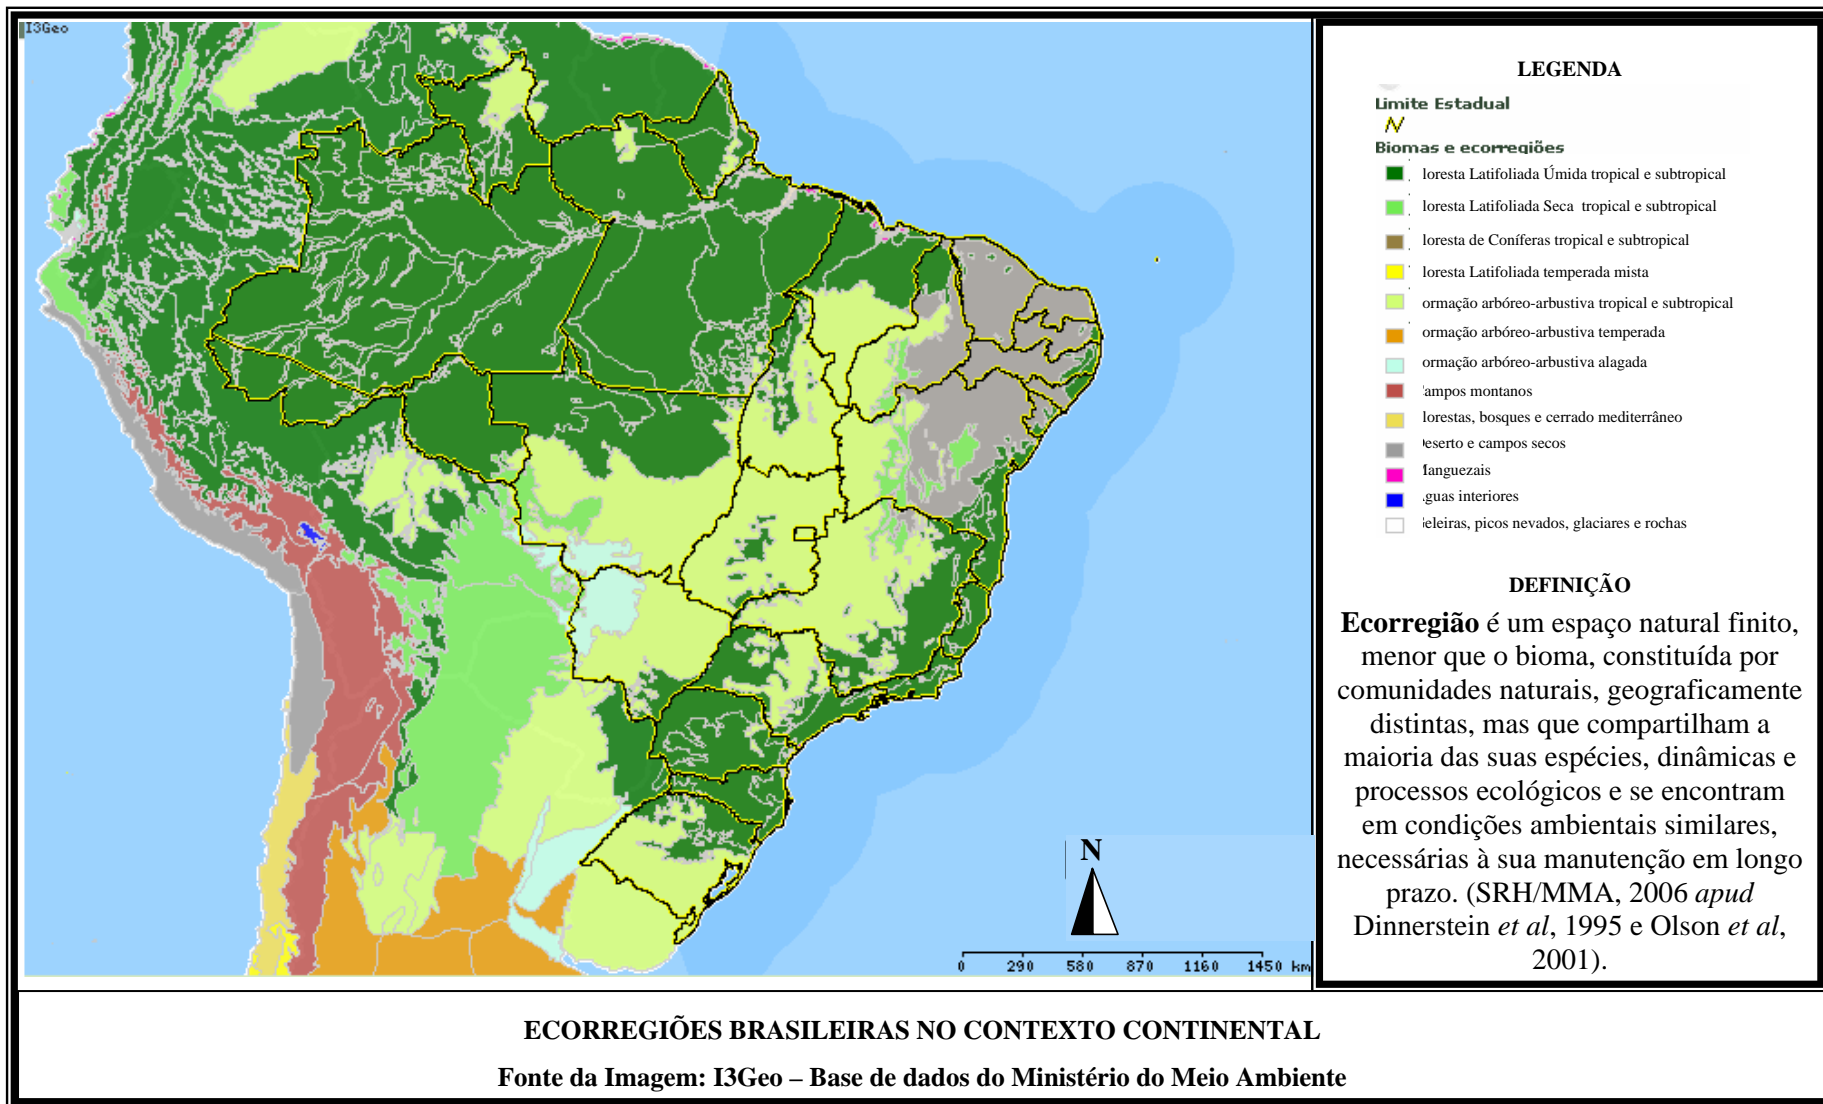 I3Geo
N
0 290 580 870 1160 1450 km
LEGENDA
Limite Estadual
Biomas e ecorregiões
loresta Latifoliada Úmida tropical e subtropical
loresta Latifoliada Seca tropical e subtropical
loresta de Coníferas tropical e subtropical
loresta Latifoliada temperada mista
ormação arbóreo-arbustiva tropical e subtropical
ormação arbóreo-arbustiva temperada
ormação arbóreo-arbustiva alagada
ampos montanos
lorestas, bosques e cerrado mediterrâneo
eserto e campos secos
anguezais
guas interiores
eleiras, picos nevados, glaciares e rochas
DEFINIÇÃO
Ecorregião é um espaço natural finito,
menor que o bioma, constituída por
comunidades naturais, geograficamente
distintas, mas que compartilham a
maioria das suas espécies, dinâmicas e
processos ecológicos e se encontram
em condições ambientais similares,
necessárias à sua manutenção em longo
prazo. (SRH/MMA, 2006 apud
Dinnerstein et al, 1995 e Olson et al,
2001).
ECORREGIÕES BRASILEIRAS NO CONTEXTO CONTINENTAL
Fonte da Imagem: I3Geo – Base de dados do Ministério do Meio Ambiente